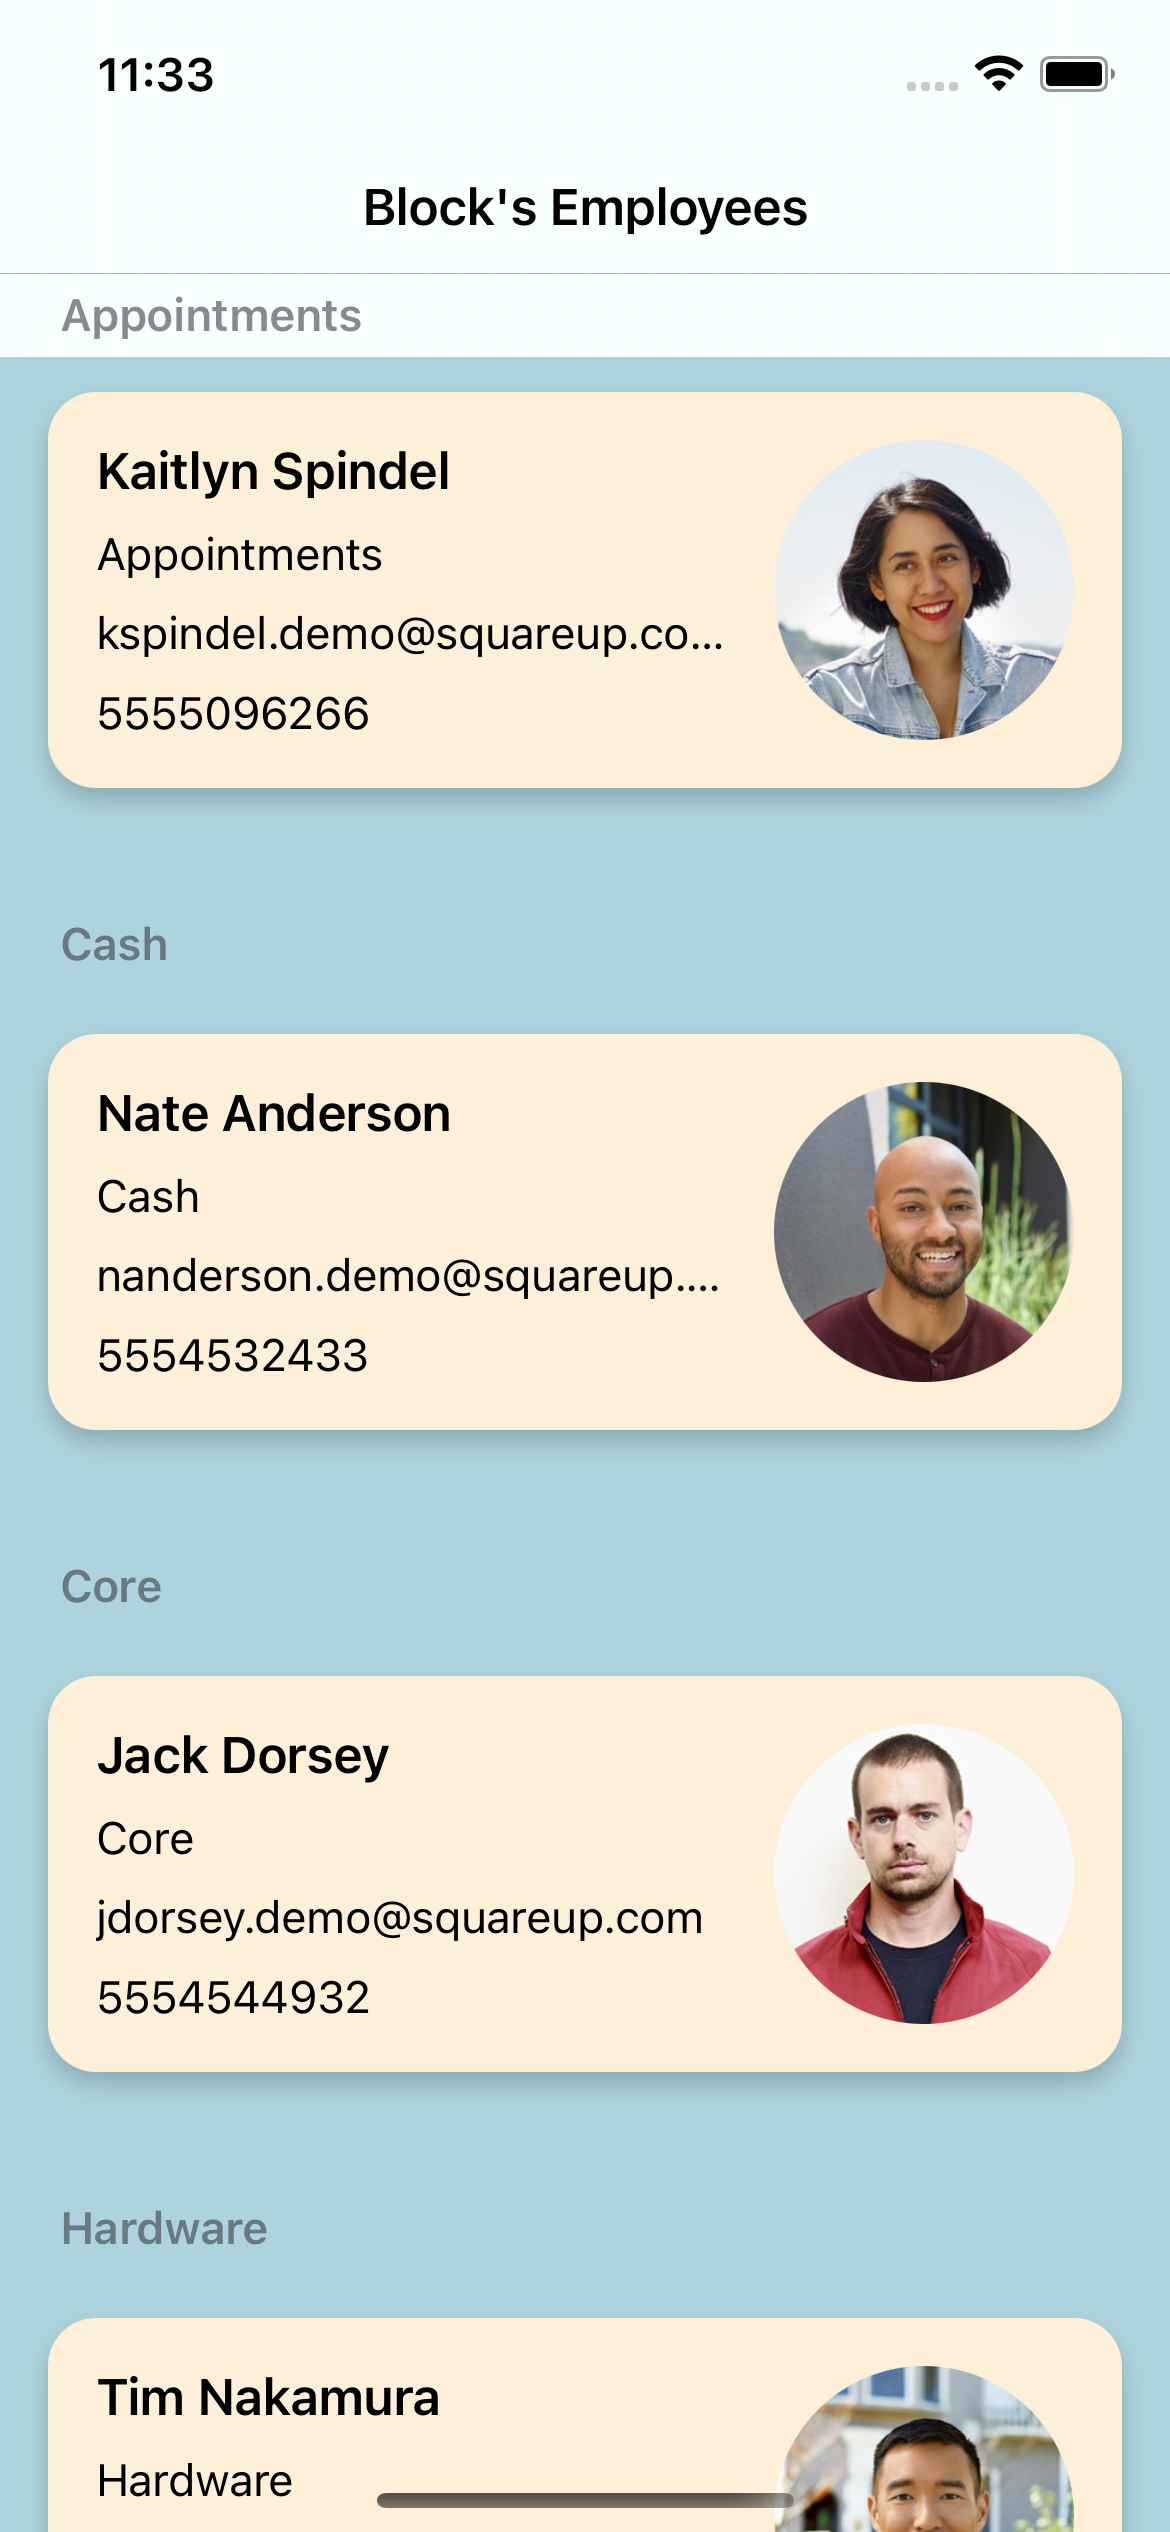 11:33
Block's Employees
Appointments
Kaitlyn Spindel
Appointments
kspindel.demo@squareup.co...
5555096266
Cash
Nate Anderson
Cash
nanderson.demo@squareup....
5554532433
Core
Jack Dorsey
Core
jdorsey.demo@squareup.com
5554544932
Hardware
Tim Nakamura
Hardware